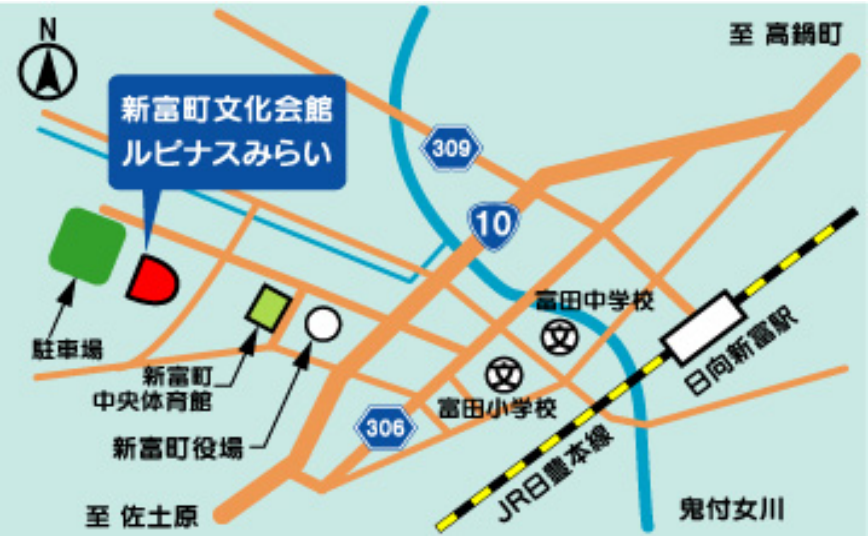 N
至 高鍋町
新富町文化会館
ルピナスみらい
309
10
富田中学校
文
駐車場
新富町
中央体育館
文
富田小学校
日向新富駅
306
新富町役場
JR日豊本線
至 佐土原
鬼付女川